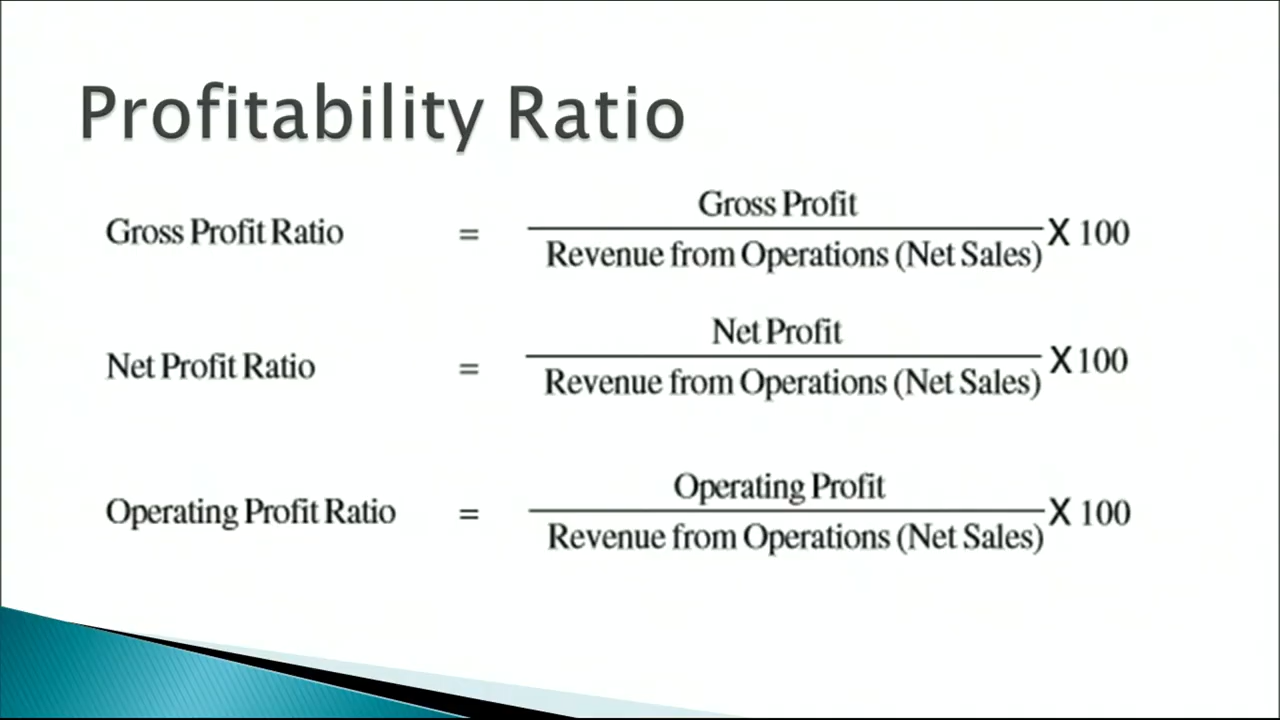 Profitability Ratio
Gross Profit
Gross Profit Ratio = X 100
Revenue from Operations (Net Sales)
Net Profit
Net Profit Ratio = X 100
Revenue from Operations (Net Sales)
Operating Profit
Operating Profit Ratio = X 100
Revenue from Operations (Net Sales)